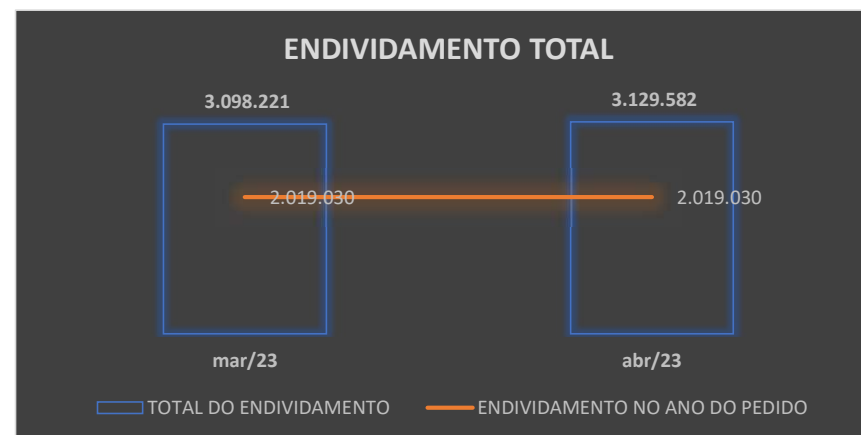 ENDIVIDAMENTO TOTAL
3.098.221 3.129.582
2.019.030 2.019.030
mar/23 abr/23
TOTAL DO ENDIVIDAMENTO ENDIVIDAMENTO NO ANO DO PEDIDO